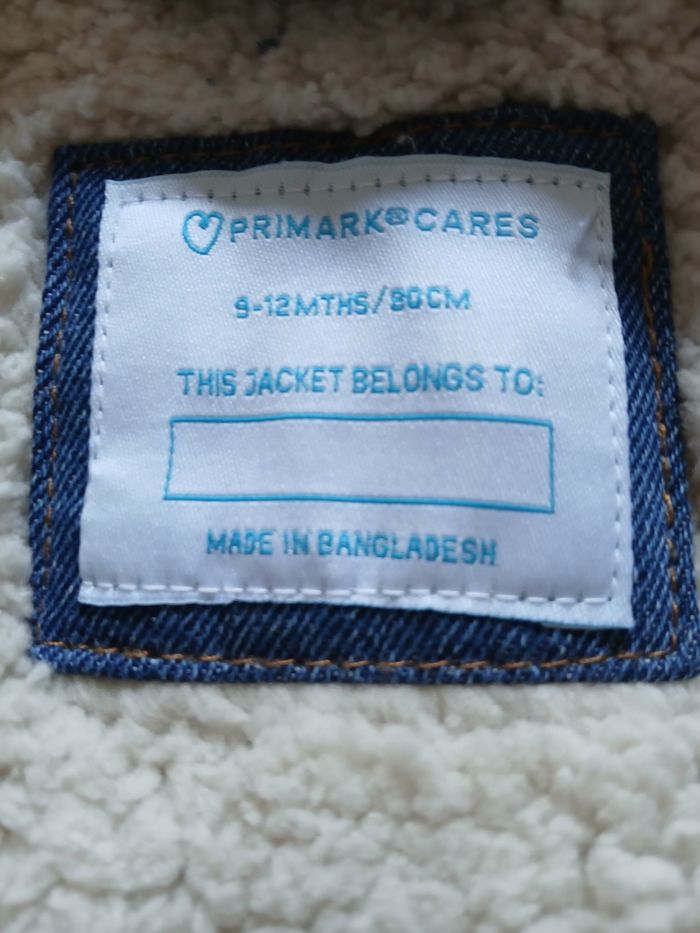 PRIMARK® CARES
9-12 MTHS/80CM
THIS JACKET BELONGS TO:
MADE IN BANGLADESH